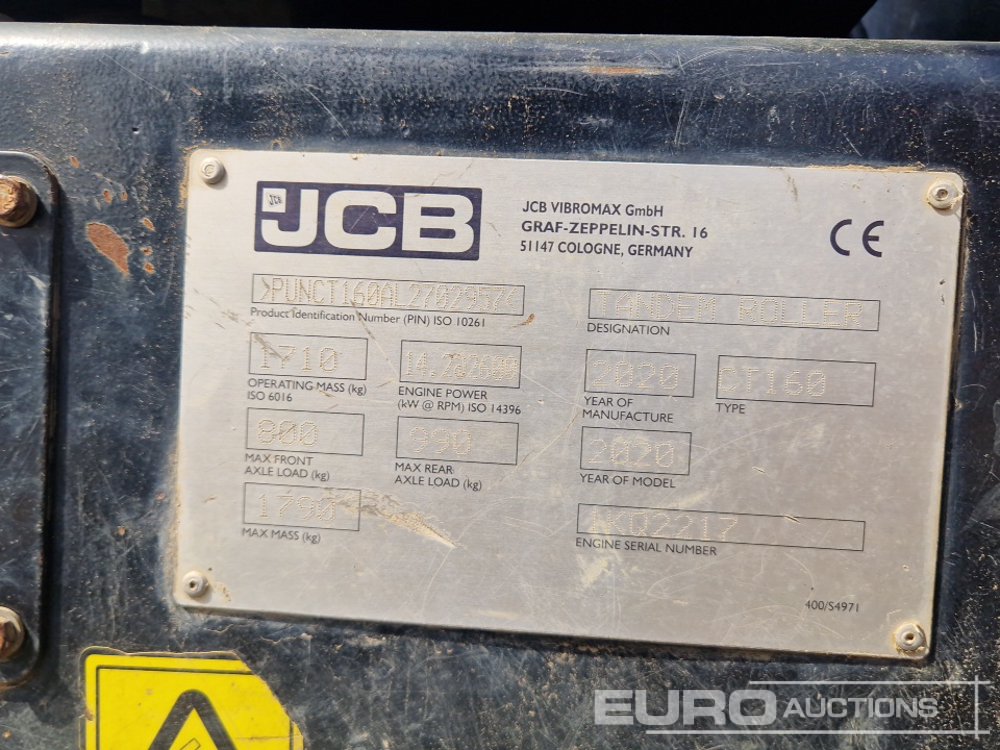 JCB
JCB
JCB VIBROMAX GmbH
GRAF-ZEPPELIN-STR. 16
51147 COLOGNE, GERMANY
CE
Product Identification Number (PIN) ISO 10261
TANDEM ROLLER
DESIGNATION
1710
OPERATING MASS (kg)
ISO 6016
ENGINE POWER
(kW @ RPM) ISO 14396
2020
YEAR OF
MANUFACTURE
CT160
TYPE
800
MAX FRONT
AXLE LOAD (kg)
990
MAX REAR
AXLE LOAD (kg)
2020
YEAR OF MODEL
1790
MAX MASS (kg)
ENGINE SERIAL NUMBER
400/S4971
EURO AUCTIONS